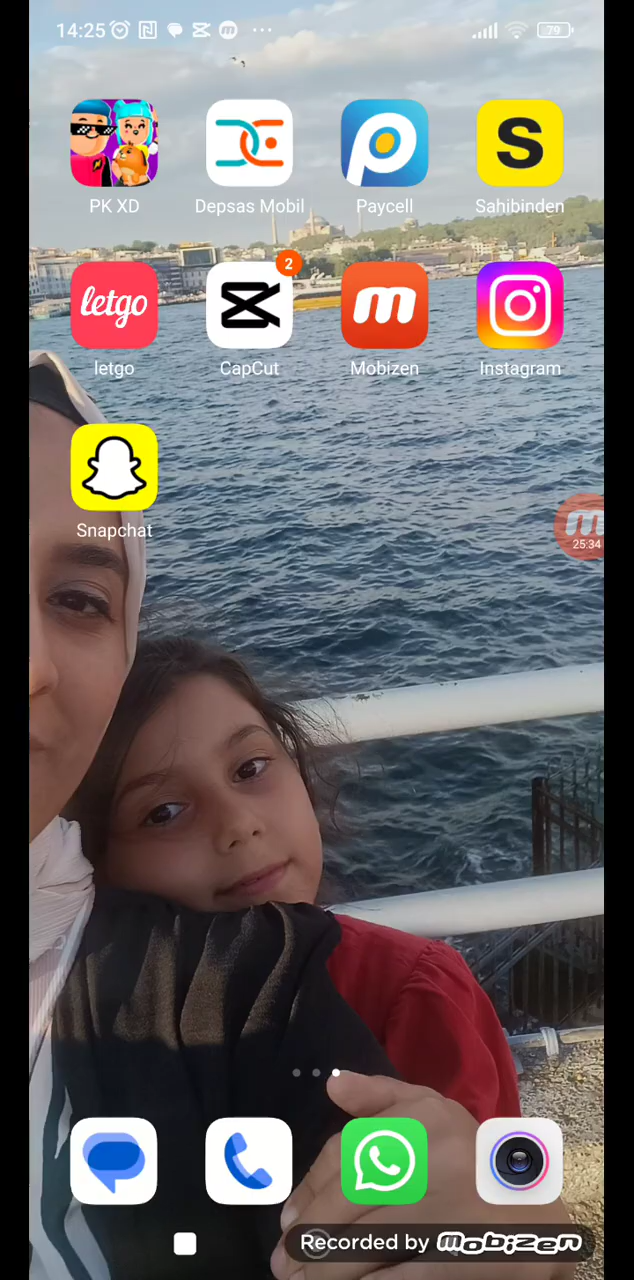 14:25
79
PK XD
Depsas Mobil
Paycell
S
Sahibinden
letgo
2
letgo
CapCut
m
Mobizen
Instagram
Snapchat
m
25:34
Recorded by mobizen